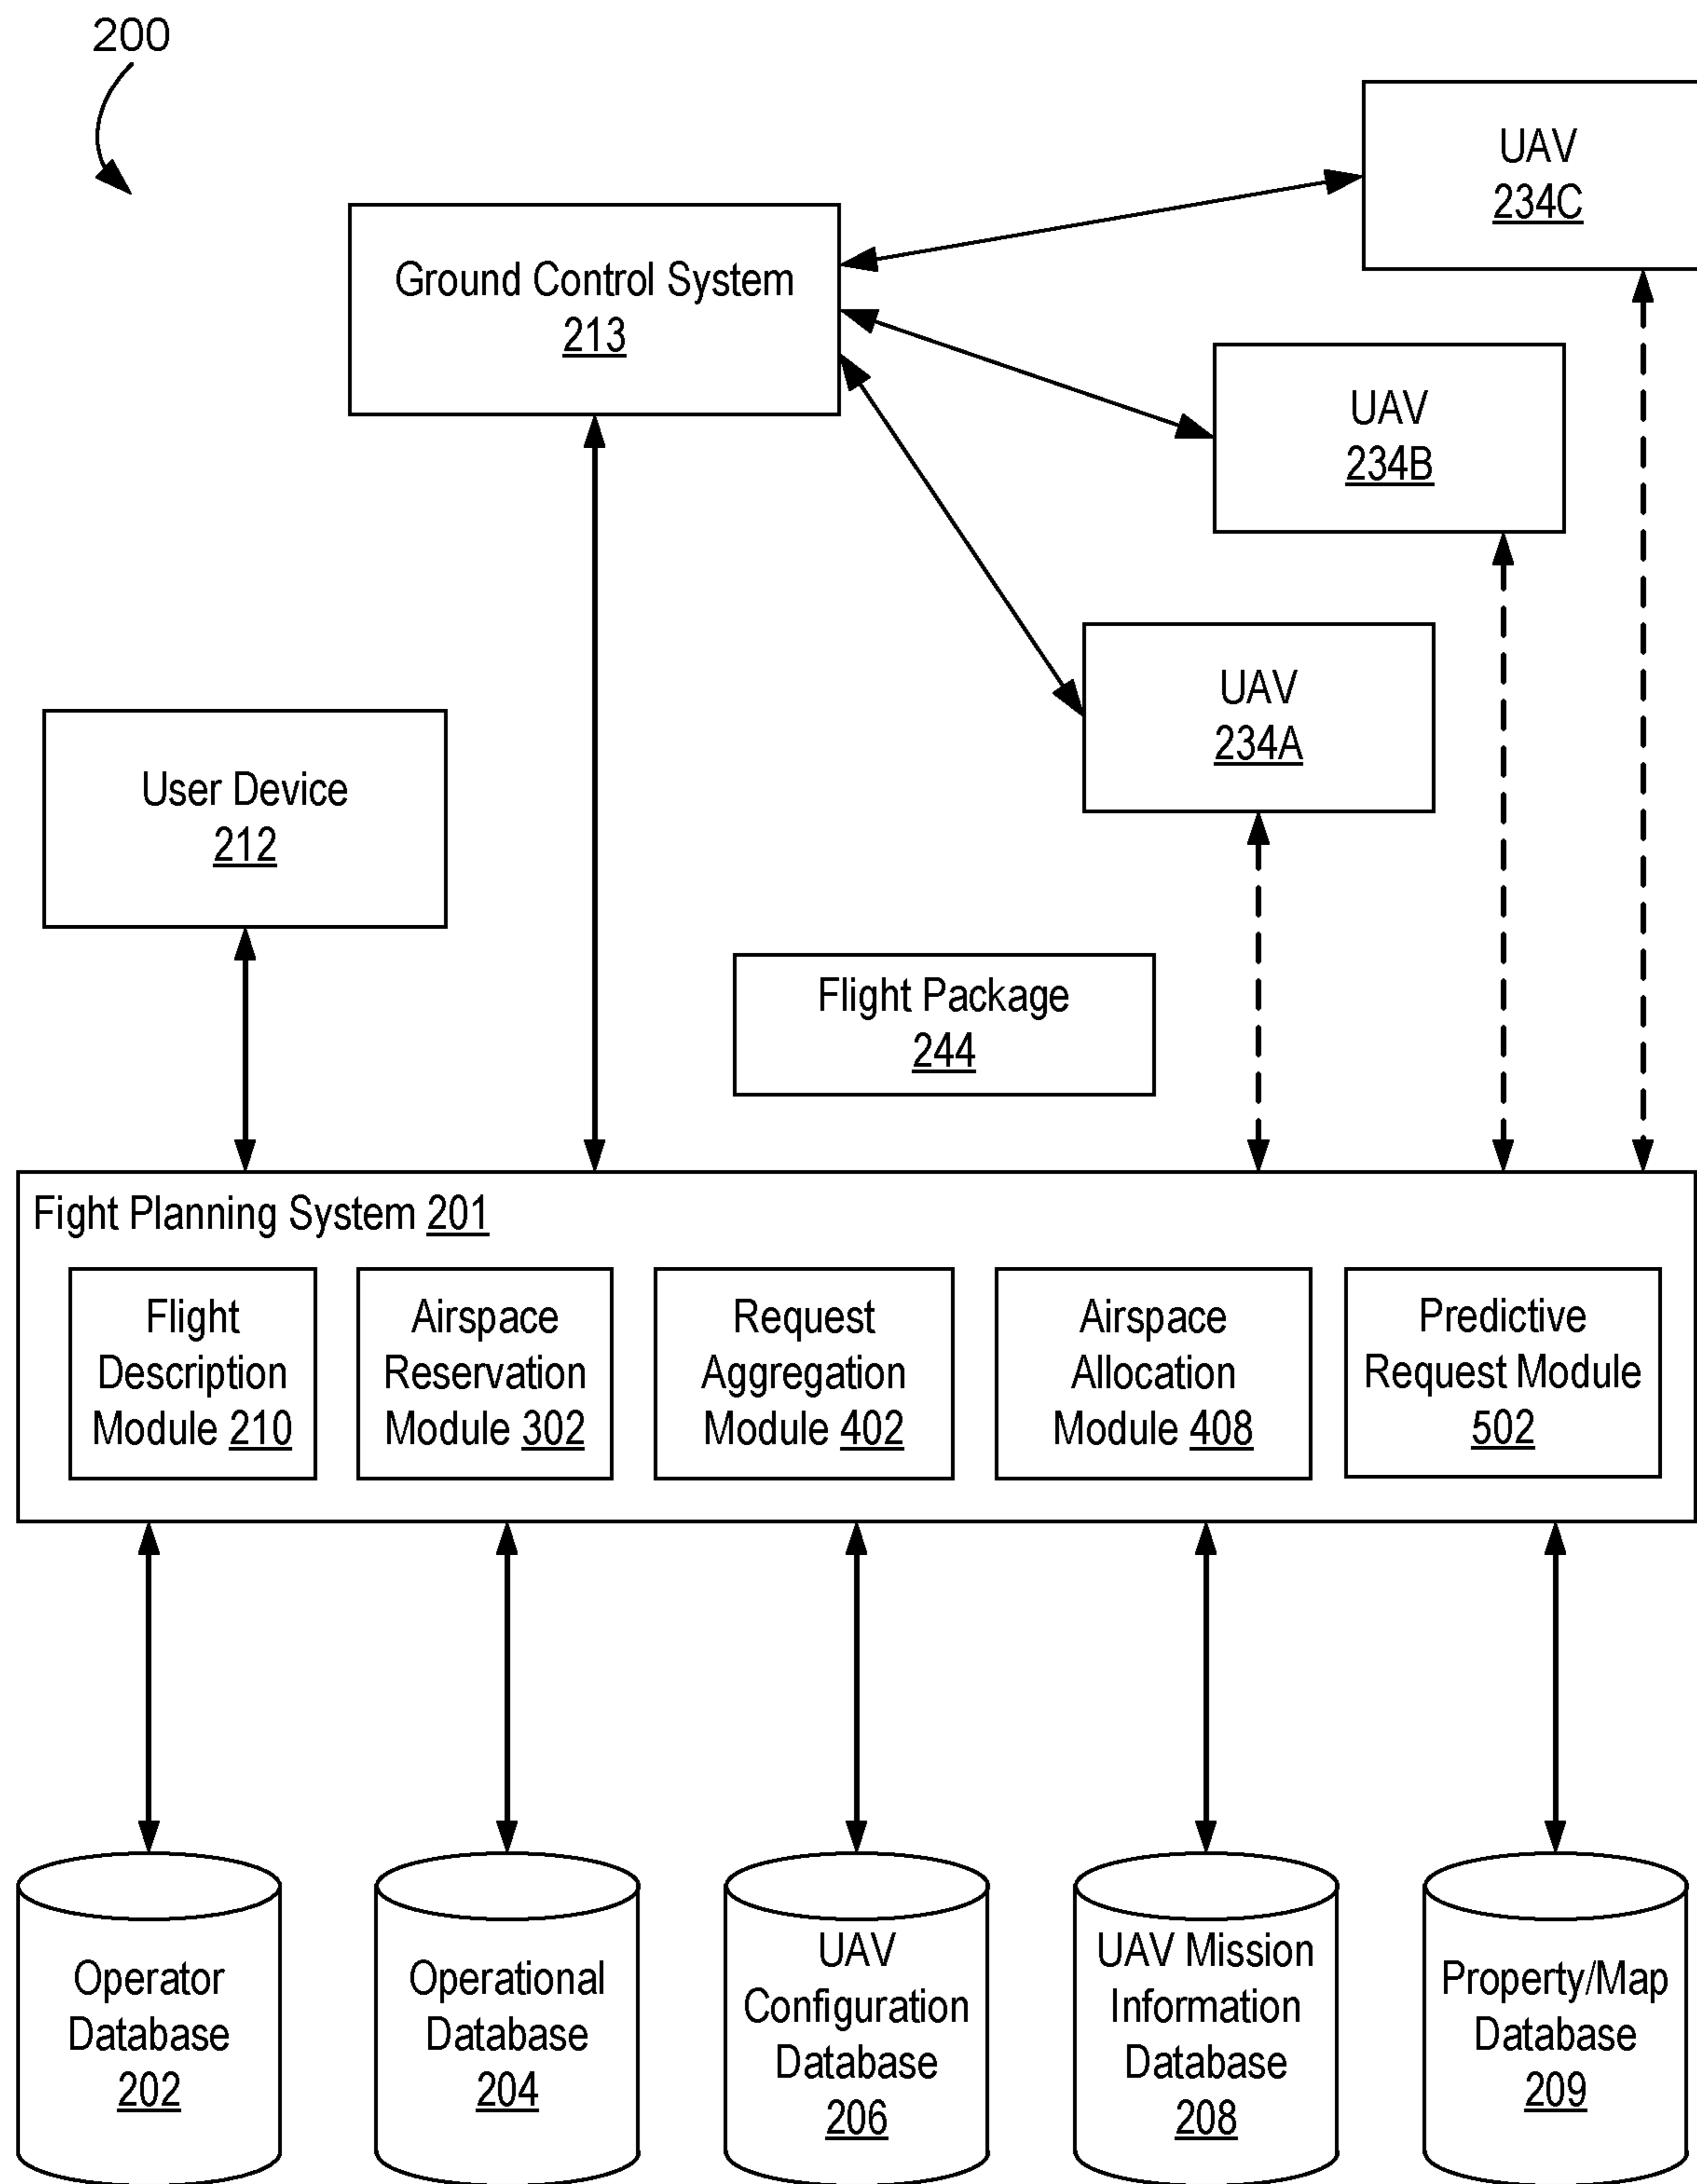 200
UAV
234C
Ground Control System
213
UAV
234B
UAV
234A
User Device
212
Flight Package
244
Fight Planning System 201
Flight
Description
Module 210
Airspace
Reservation
Module 302
Request
Aggregation
Module 402
Airspace
Allocation
Module 408
Predictive
Request Module
502
Operator
Database
202
Operational
Database
204
UAV
Configuration
Database
206
UAV Mission
Information
Database
208
Property/Map
Database
209